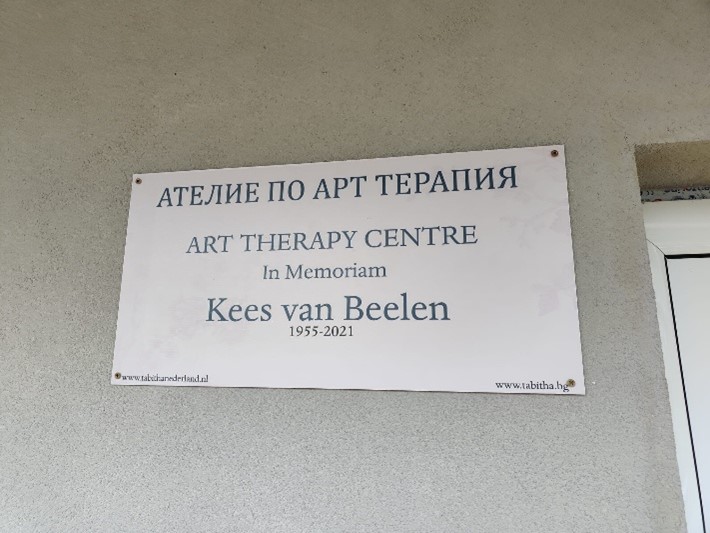 АТЕЛИЕ ПО АРТ ТЕРАПИЯ
ART THERAPY CENTRE
In Memoriam
Kees van Beelen
1955-2021
www.tabithanederland.nl
www.tabitha.bg